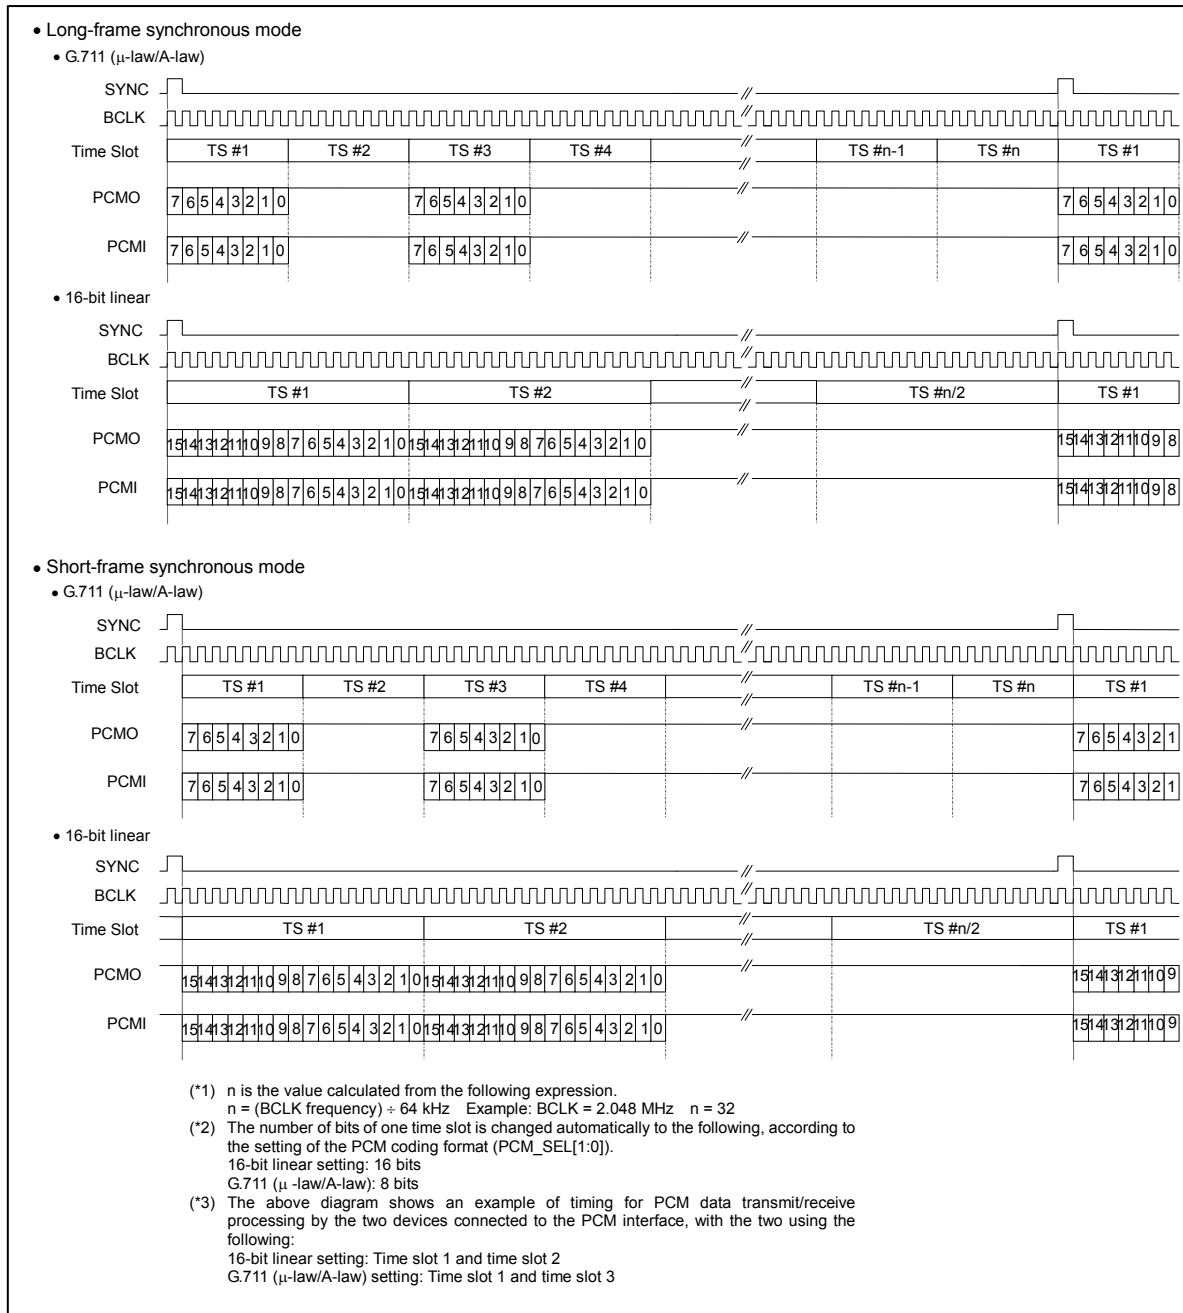 • Long-frame synchronous mode
• G.711 (μ-law/A-law)
SYNC
BCLK
Time Slot TS #1 TS #2 TS #3 TS #4 TS #n-1 TS #n TS #1
PCMO 7 6 5 4 3 2 1 0 7 6 5 4 3 2 1 0 7 6 5 4 3 2 1 0
PCMI 7 6 5 4 3 2 1 0 7 6 5 4 3 2 1 0 7 6 5 4 3 2 1 0
• 16-bit linear
SYNC
BCLK
Time Slot TS #1 TS #2 TS #n/2 TS #1
PCMO 15 14 13 12 11 10 9 8 7 6 5 4 3 2 1 0 15 14 13 12 11 10 9 8 7 6 5 4 3 2 1 0 15 14 13 12 11 10 9 8
PCMI 15 14 13 12 11 10 9 8 7 6 5 4 3 2 1 0 15 14 13 12 11 10 9 8 7 6 5 4 3 2 1 0 15 14 13 12 11 10 9 8
• Short-frame synchronous mode
• G.711 (μ-law/A-law)
SYNC
BCLK
Time Slot TS #1 TS #2 TS #3 TS #4 TS #n-1 TS #n TS #1
PCMO 7 6 5 4 3 2 1 0 7 6 5 4 3 2 1 0 7 6 5 4 3 2 1
PCMI 7 6 5 4 3 2 1 0 7 6 5 4 3 2 1 0 7 6 5 4 3 2 1
• 16-bit linear
SYNC
BCLK
Time Slot TS #1 TS #2 TS #n/2 TS #1
PCMO 15 14 13 12 11 10 9 8 7 6 5 4 3 2 1 0 15 14 13 12 11 10 9 8 7 6 5 4 3 2 1 0 15 14 13 12 11 10 9
PCMI 15 14 13 12 11 10 9 8 7 6 5 4 3 2 1 0 15 14 13 12 11 10 9 8 7 6 5 4 3 2 1 0 15 14 13 12 11 10 9
(*1) n is the value calculated from the following expression.
n = (BCLK frequency) ÷ 64 kHz Example: BCLK = 2.048 MHz n = 32
(*2) The number of bits of one time slot is changed automatically to the following, according to
the setting of the PCM coding format (PCM_SEL[1:0]).
16-bit linear setting: 16 bits
G.711 (μ -law/A-law): 8 bits
(*3) The above diagram shows an example of timing for PCM data transmit/receive
processing by the two devices connected to the PCM interface, with the two using the
following:
16-bit linear setting: Time slot 1 and time slot 2
G.711 (μ-law/A-law) setting: Time slot 1 and time slot 3